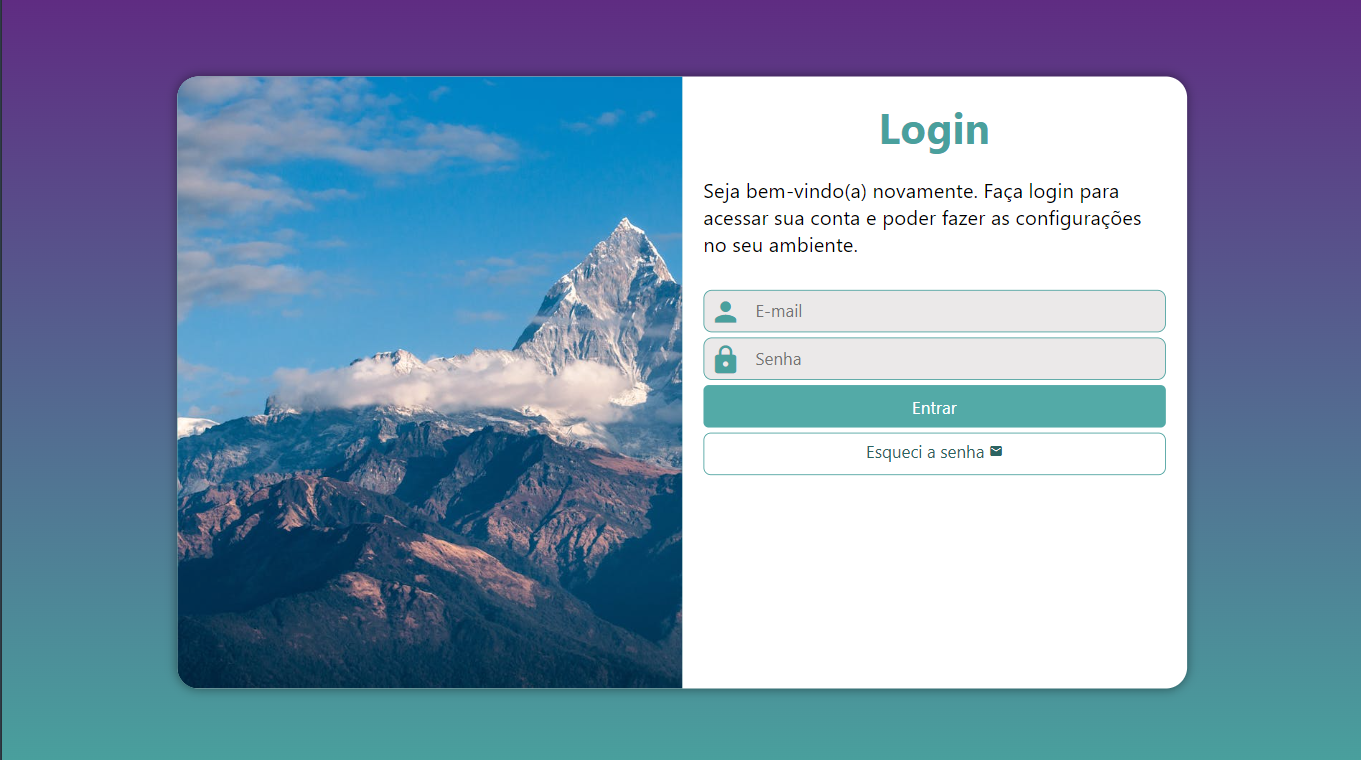 Login
Seja bem-vindo(a) novamente. Faça login para
acessar sua conta e poder fazer as configurações
no seu ambiente.
E-mail
Senha
Entrar
Esqueci a senha